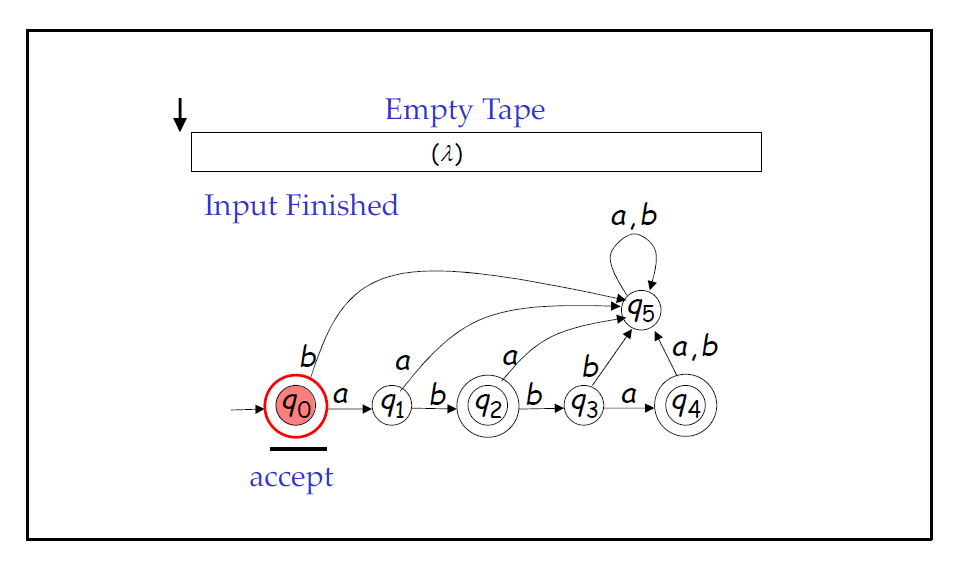 Empty Tape
(λ)
Input Finished
a,b
q5
b
a
a
b
a,b
q0
a
q1
b
q2
b
q3
a
q4
accept